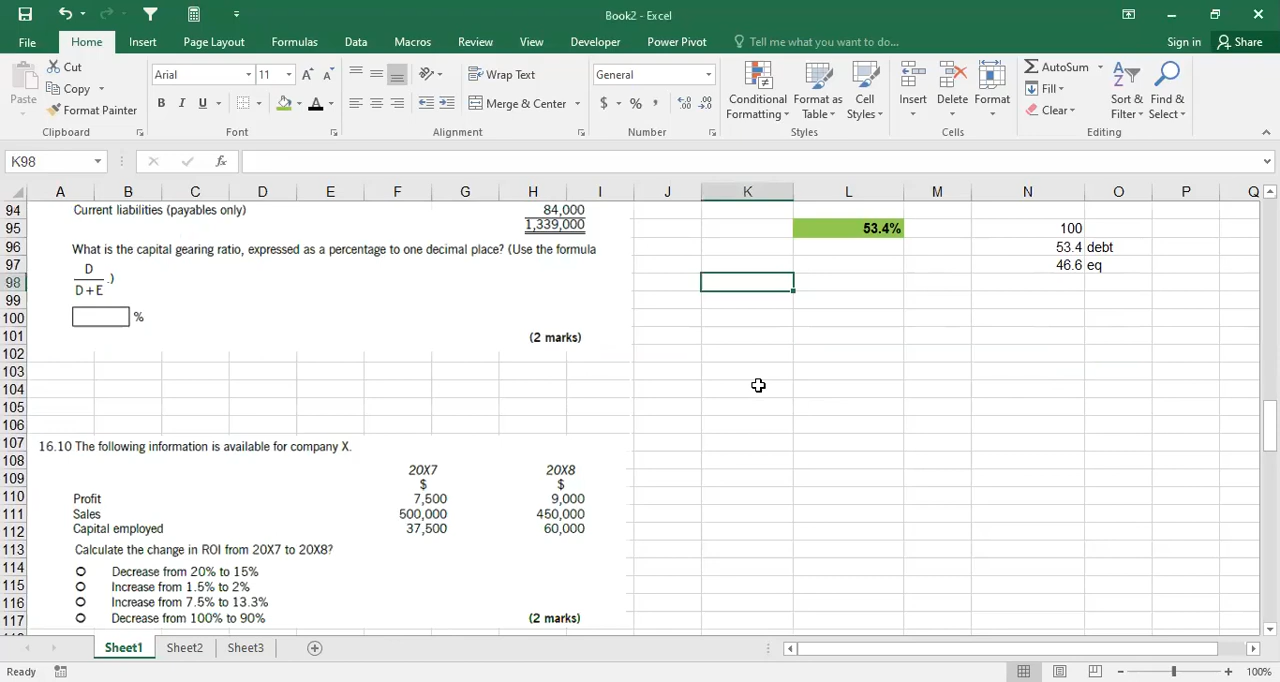 Book2 - Excel
Sign in
Share
File
Home
Insert
Page Layout
Formulas
Data
Macros
Review
View
Developer
Power Pivot
Tell me what you want to do...
Paste
Cut
Copy
Format Painter
Clipboard
Arial
11
B I U
Font
Wrap Text
Merge & Center
Alignment
General
$ %
Number
Conditional Formatting
Format as Table
Cell Styles
Styles
Insert
Delete
Format
Cells
AutoSum
Fill
Clear
Sort & Filter
Find & Select
Editing
K98
fx
A B C D E F G H I J K L M N O P Q
94 Current liabilities (payables only) 84,000
95 1,339,000 53.4% 100
96 What is the capital gearing ratio, expressed as a percentage to one decimal place? (Use the formula 53.4 debt
97 D 46.6 eq
98 D+E .)
99
100 %
101 (2 marks)
102
103
104
105
106
107 16.10 The following information is available for company X.
108
109 20X7 20X8
$ $
110 Profit 7,500 9,000
111 Sales 500,000 450,000
112 Capital employed 37,500 60,000
113 Calculate the change in ROI from 20X7 to 20X8?
114 Decrease from 20% to 15%
115 Increase from 1.5% to 2%
116 Increase from 7.5% to 13.3%
117 Decrease from 100% to 90% (2 marks)
Sheet1
Sheet2
Sheet3
Ready
100%